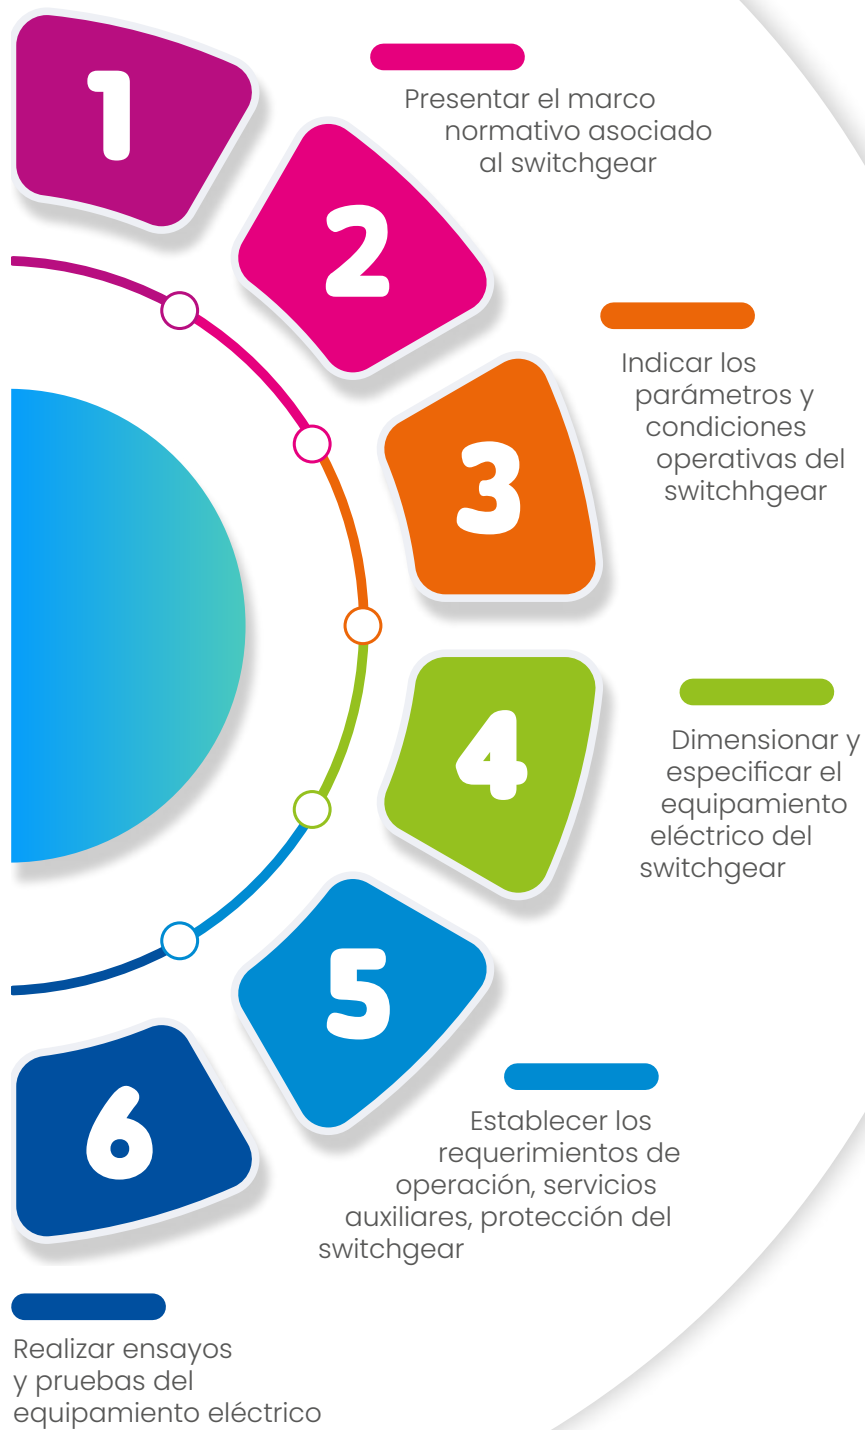 1
Presentar el marco
normativo asociado
al switchgear
2
Indicar los
parámetros y
condiciones
operativas del
switchhgear
3
Dimensionar y
especificar el
equipamiento
eléctrico del
switchgear
4
5
Establecer los
requerimientos de
operación, servicios
auxiliares, protección del
switchgear
6
Realizar ensayos
y pruebas del
equipamiento eléctrico